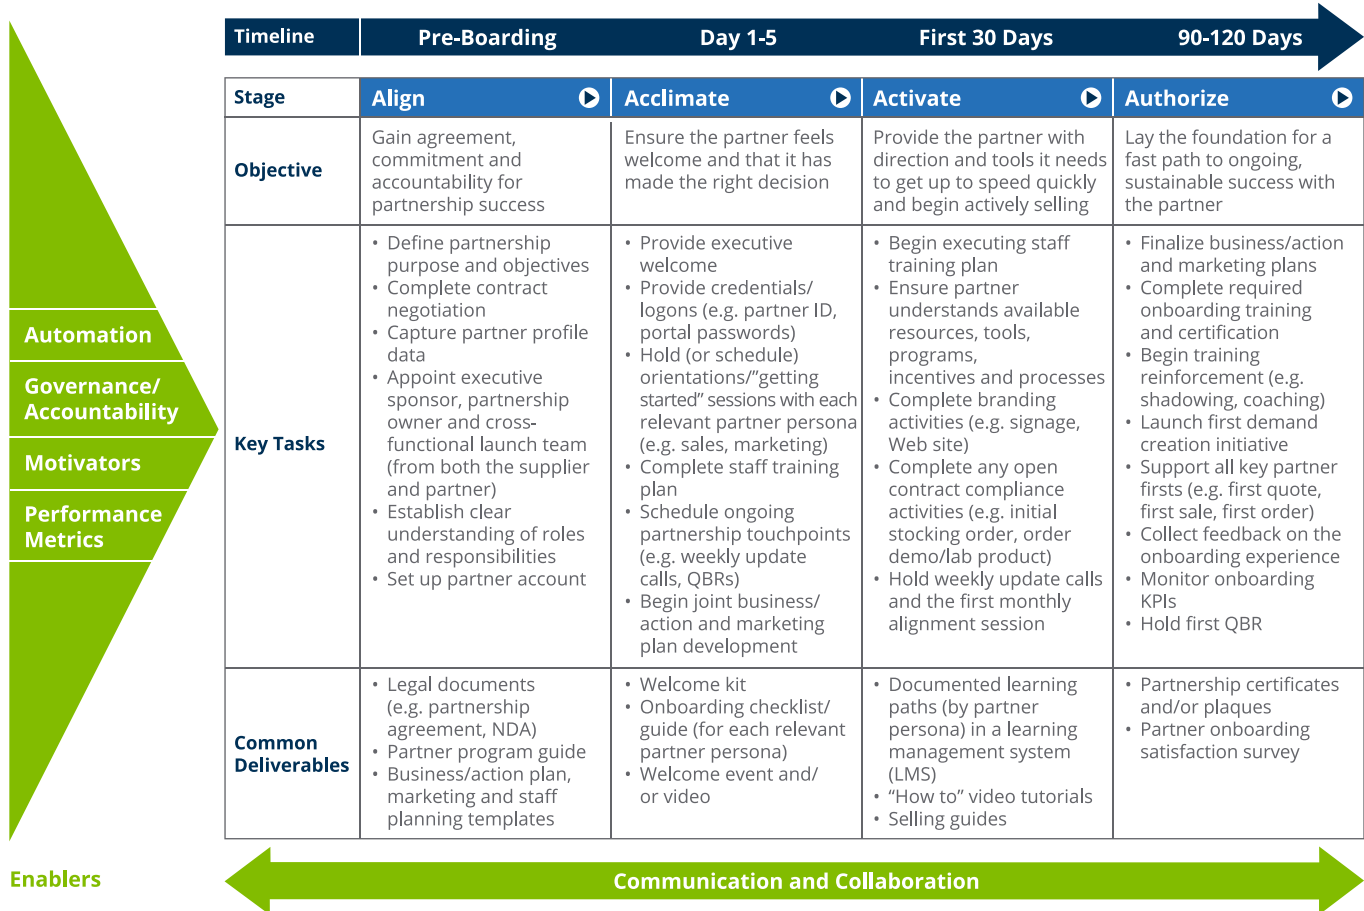 Timeline
Pre-Boarding
Day 1-5
First 30 Days
90-120 Days
Stage
Align
Acclimate
Activate
Authorize
Objective
Gain agreement,
commitment and
accountability for
partnership success
Ensure the partner feels
welcome and that it has
made the right decision
Provide the partner with
direction and tools it needs
to get up to speed quickly
and begin actively selling
Lay the foundation for a
fast path to ongoing,
sustainable success with
the partner
Key Tasks
• Define partnership
purpose and objectives
• Complete contract
negotiation
• Capture partner profile
data
• Appoint executive
sponsor, partnership
owner and cross-
functional launch team
(from both the supplier
and partner)
• Establish clear
understanding of roles
and responsibilities
• Set up partner account
• Provide executive
welcome
• Provide credentials/
logons (e.g. partner ID,
portal passwords)
• Hold (or schedule)
orientations/”getting
started” sessions with each
relevant partner persona
(e.g. sales, marketing)
• Complete staff training
plan
• Schedule ongoing
partnership touchpoints
(e.g. weekly update
calls, QBRs)
• Begin joint business/
action and marketing
plan development
• Begin executing staff
training plan
• Ensure partner
understands available
resources, tools,
programs,
incentives and processes
• Complete branding
activities (e.g. signage,
Web site)
• Complete any open
contract compliance
activities (e.g. initial
stocking order, order
demo/lab product)
• Hold weekly update calls
and the first monthly
alignment session
• Finalize business/action
and marketing plans
• Complete required
onboarding training
and certification
• Begin training
reinforcement (e.g.
shadowing, coaching)
• Launch first demand
creation initiative
• Support all key partner
firsts (e.g. first quote,
first sale, first order)
• Collect feedback on the
onboarding experience
• Monitor onboarding
KPIs
• Hold first QBR
Common
Deliverables
• Legal documents
(e.g. partnership
agreement, NDA)
• Partner program guide
• Business/action plan,
marketing and staff
planning templates
• Welcome kit
• Onboarding checklist/
guide (for each relevant
partner persona)
• Welcome event and/
or video
• Documented learning
paths (by partner
persona) in a learning
management system
(LMS)
• “How to” video tutorials
• Selling guides
• Partnership certificates
and/or plaques
• Partner onboarding
satisfaction survey
Automation
Governance/
Accountability
Motivators
Performance
Metrics
Enablers
Communication and Collaboration